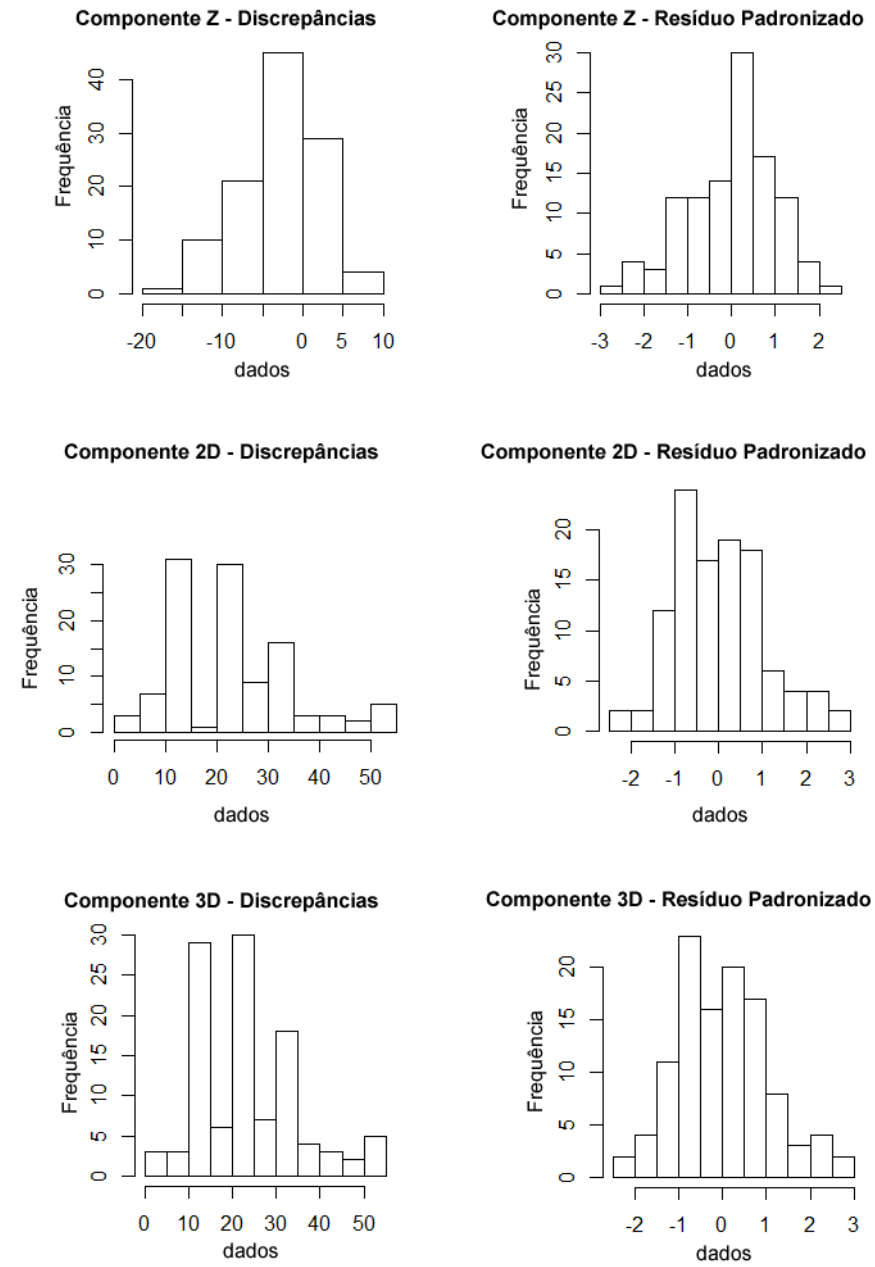 Componente Z - Discrepâncias
Frequência
0 10 20 30 40
-20 -10 0 5 10
dados
Componente Z - Resíduo Padronizado
Frequência
0 5 10 15 20 25 30
-3 -2 -1 0 1 2
dados
Componente 2D - Discrepâncias
Frequência
0 10 20 30
0 10 20 30 40 50
dados
Componente 2D - Resíduo Padronizado
Frequência
0 5 10 15 20
-2 -1 0 1 2 3
dados
Componente 3D - Discrepâncias
Frequência
0 5 10 15 20 25 30
0 10 20 30 40 50
dados
Componente 3D - Resíduo Padronizado
Frequência
0 5 10 15 20
-2 -1 0 1 2 3
dados